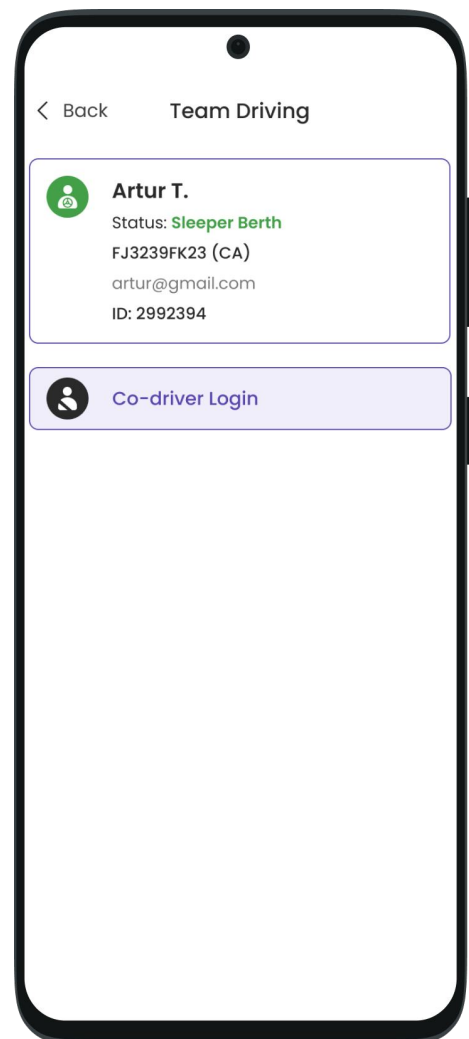 Back
Team Driving
Artur T.
Status: Sleeper Berth
FJ3239FK23 (CA)
artur@gmail.com
ID: 2992394
Co-driver Login